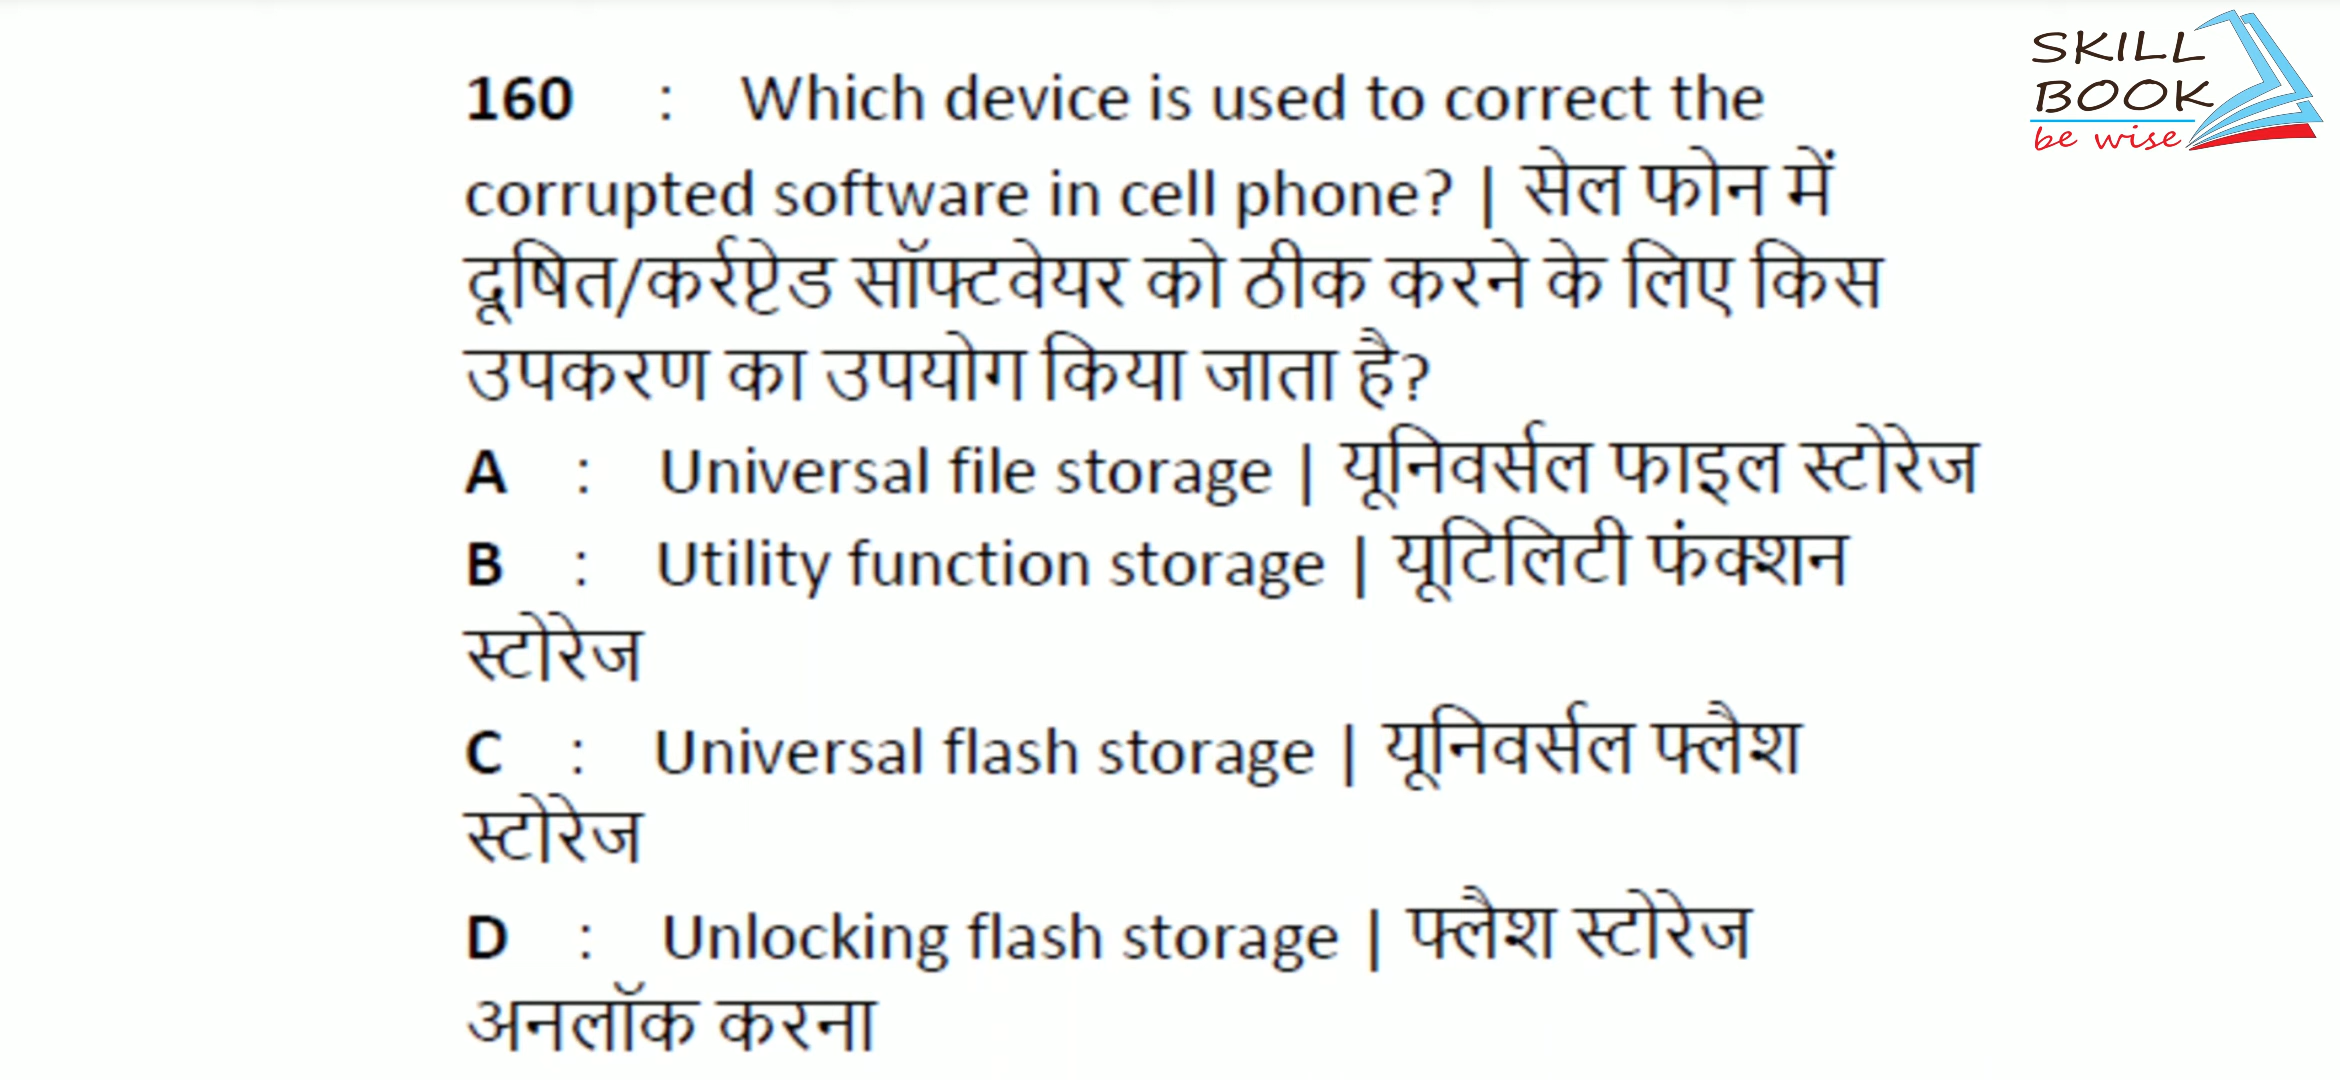 SKILL
BOOK
be wise
160 : Which device is used to correct the
corrupted software in cell phone? | सेल फोन में
दूषित/कर्रप्टेड सॉफ्टवेयर को ठीक करने के लिए किस
उपकरण का उपयोग किया जाता है?
A : Universal file storage | यूनिवर्सल फाइल स्टोरेज
B : Utility function storage | यूटिलिटी फंक्शन
स्टोरेज
C : Universal flash storage | यूनिवर्सल फ्लैश
स्टोरेज
D : Unlocking flash storage | फ्लैश स्टोरेज
अनलॉक करना